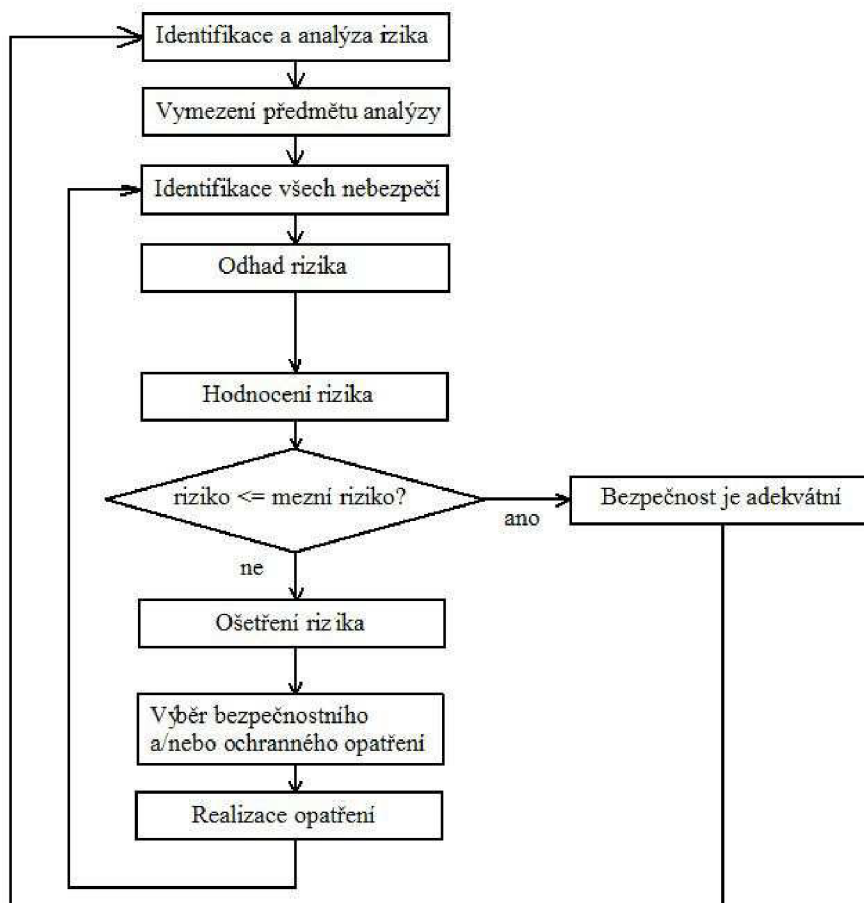 Identifikace a analýza rizika
Vymezení předmětu analýzy
Identifikace všech nebezpečí
Odhad rizika
Hodnocení rizika
riziko <= mezní riziko?
ano
Bezpečnost je adekvátní
ne
Ošetření rizika
Výběr bezpečnostního
a/nebo ochranného opatření
Realizace opatření